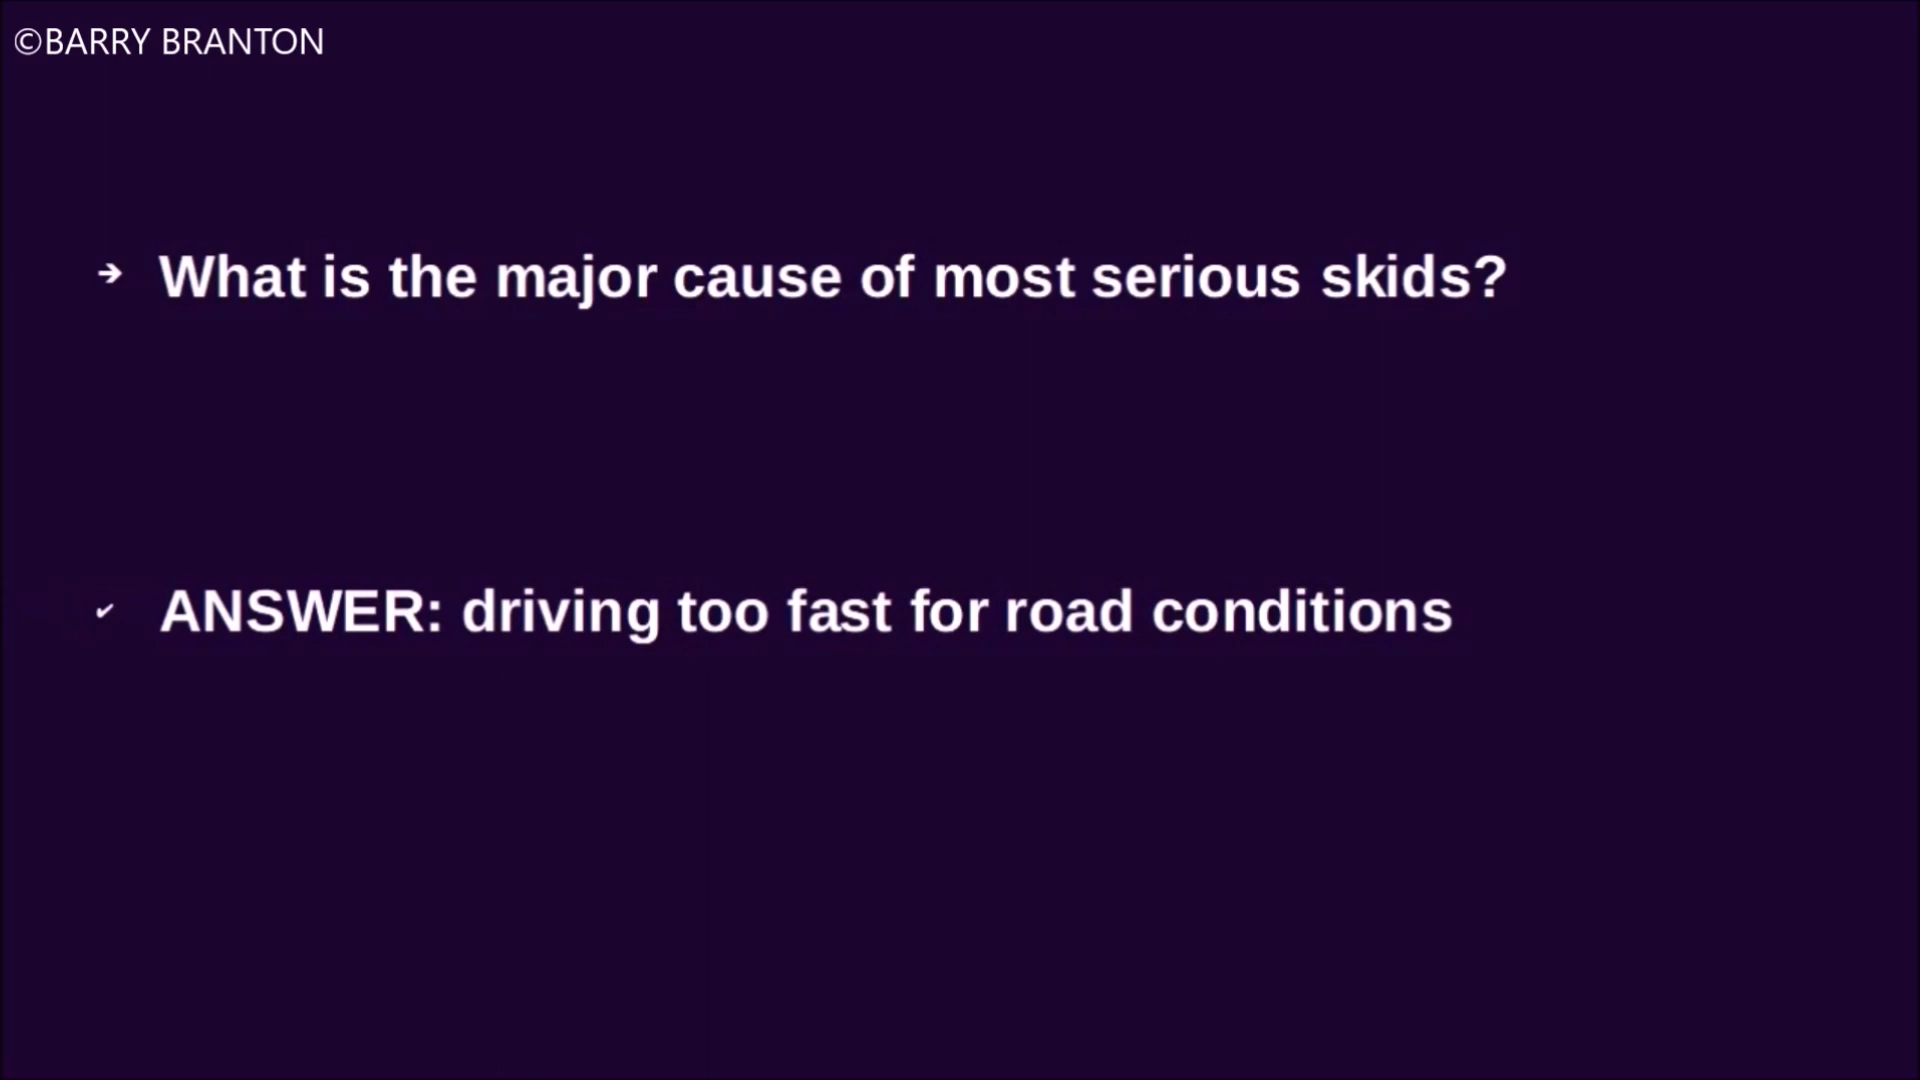 ©BARRY BRANTON
➔ What is the major cause of most serious skids?
✔ ANSWER: driving too fast for road conditions